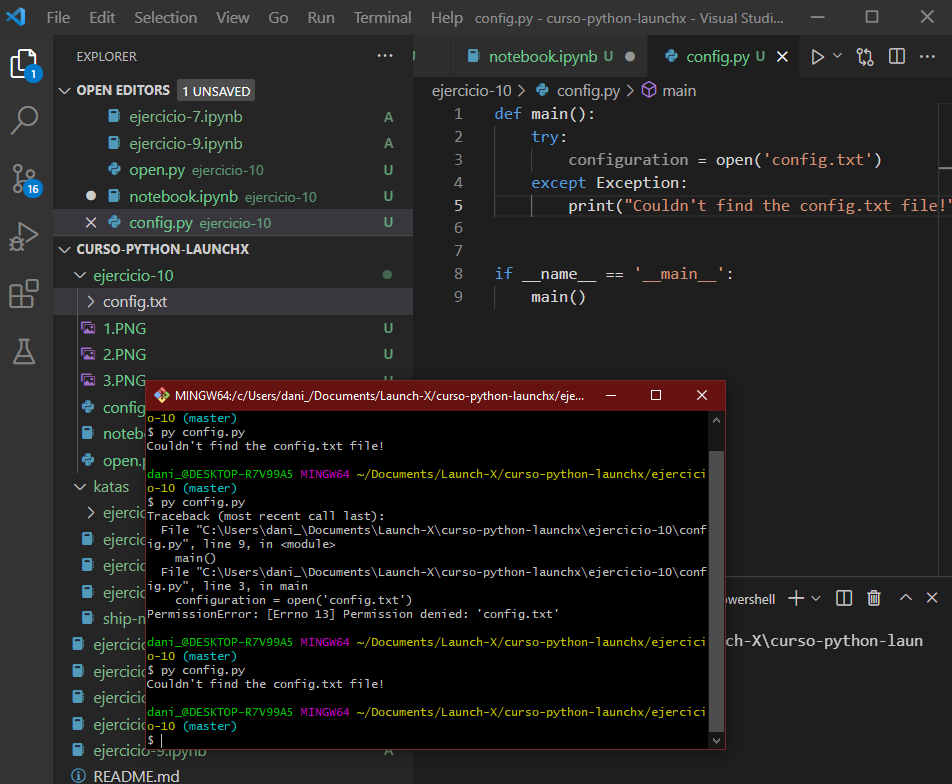 File Edit Selection View Go Run Terminal Help config.py - curso-python-launchx - Visual Studi...
EXPLORER
notebook.ipynb U
config.py U
OPEN EDITORS 1 UNSAVED
ejercicio-7.ipynb A
ejercicio-9.ipynb A
open.py ejercicio-10 U
notebook.ipynb ejercicio-10 U
config.py ejercicio-10 U
1
16
CURSO-PYTHON-LAUNCHX
ejercicio-10
config.txt
1.PNG U
2.PNG U
3.PNG U
config
noteb
open.
katas
ejercic
ejercic
ejercic
ejercic
ship-
ejercic
ejercic
ejercic
ejercic
ejercicio-9.ipynb A
README.md
ejercicio-10 > config.py > main
1 def main():
2 try:
3 configuration = open('config.txt')
4 except Exception:
5 print("Couldn't find the config.txt file!"
6
7
8 if __name__ == '__main__':
9 main()
MINGW64:/c/Users/dani_/Documents/Launch-X/curso-python-launchx/eje...
o-10 (master)
$ py config.py
Couldn't find the config.txt file!
dani_@DESKTOP-R7V99A5 MINGW64 ~/Documents/Launch-X/curso-python-launchx/ejercici
o-10 (master)
$ py config.py
Traceback (most recent call last):
File "C:\Users\dani_\Documents\Launch-X\curso-python-launchx\ejercicio-10\conf
ig.py", line 9, in <module>
main()
File "C:\Users\dani_\Documents\Launch-X\curso-python-launchx\ejercicio-10\conf
ig.py", line 3, in main
configuration = open('config.txt')
PermissionError: [Errno 13] Permission denied: 'config.txt'
dani_@DESKTOP-R7V99A5 MINGW64 ~/Documents/Launch-X/curso-python-launchx/ejercici
o-10 (master)
$ py config.py
Couldn't find the config.txt file!
dani_@DESKTOP-R7V99A5 MINGW64 ~/Documents/Launch-X/curso-python-launchx/ejercici
o-10 (master)
$
owershell
ch-X\curso-python-laun